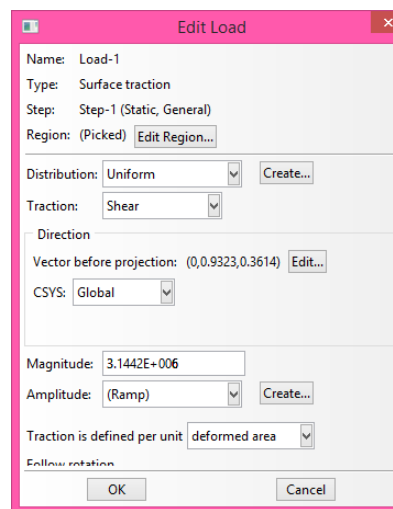 Edit Load
Name: Load-1
Type: Surface traction
Step: Step-1 (Static, General)
Region: (Picked) Edit Region...
Distribution: Uniform Create...
Traction: Shear
Direction
Vector before projection: (0,0.9323,0.3614) Edit...
CSYS: Global
Magnitude: 3.1442E+006
Amplitude: (Ramp) Create...
Traction is defined per unit deformed area
Follow rotation
OK Cancel